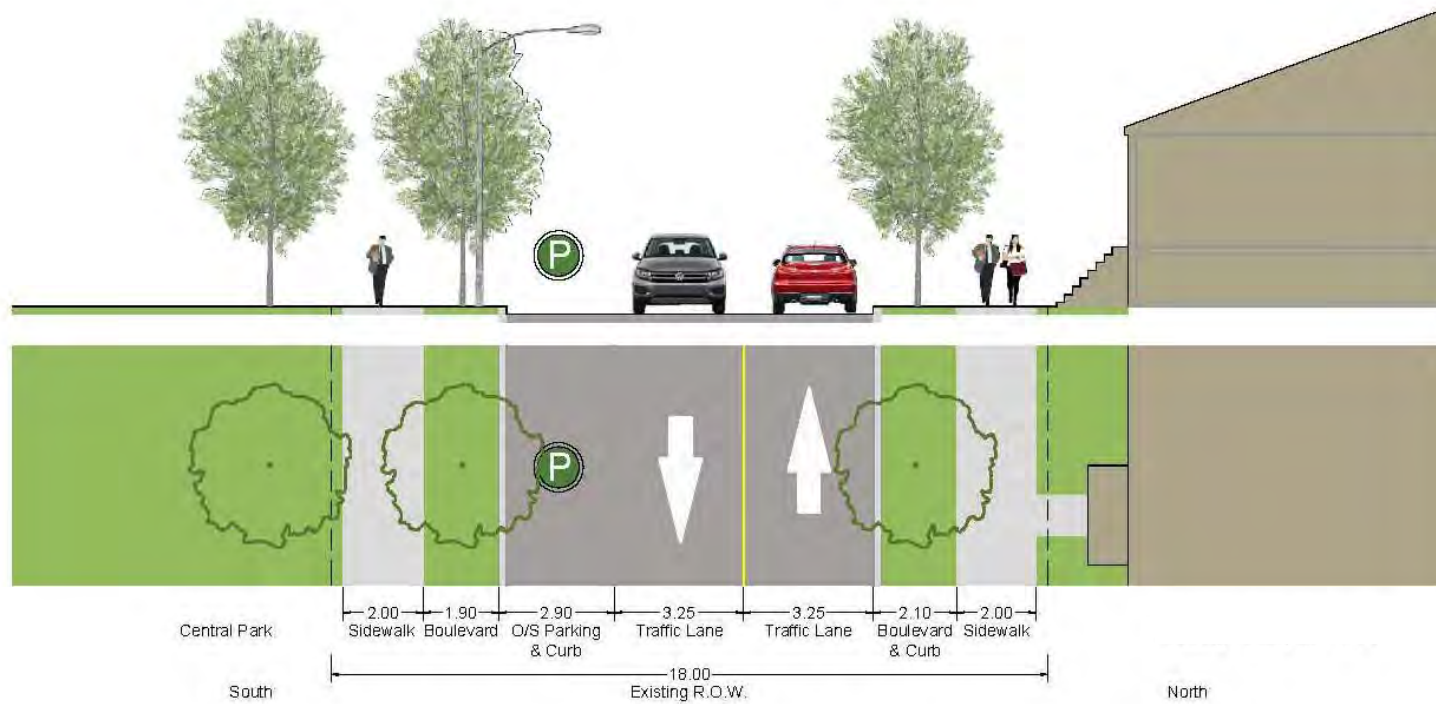 P
P
2.00 1.90 2.90 3.25 3.25 2.10 2.00
Central Park Sidewalk Boulevard O/S Parking Traffic Lane Traffic Lane Boulevard Sidewalk
& Curb & Curb
18.00
South Existing R.O.W. North